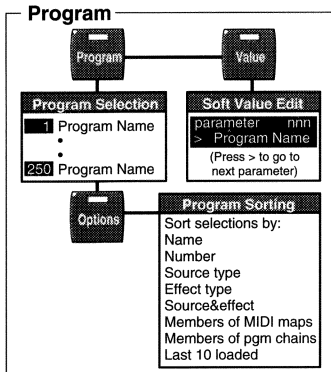 Program
Program
Value
Program Selection
1 Program Name
•
•
250 Program Name
Soft Value Edit
parameter nnn
> Program Name
(Press > to go to
next parameter)
Options
Program Sorting
Sort selections by:
Name
Number
Source type
Effect type
Source&effect
Members of MIDI maps
Members of pgm chains
Last 10 loaded